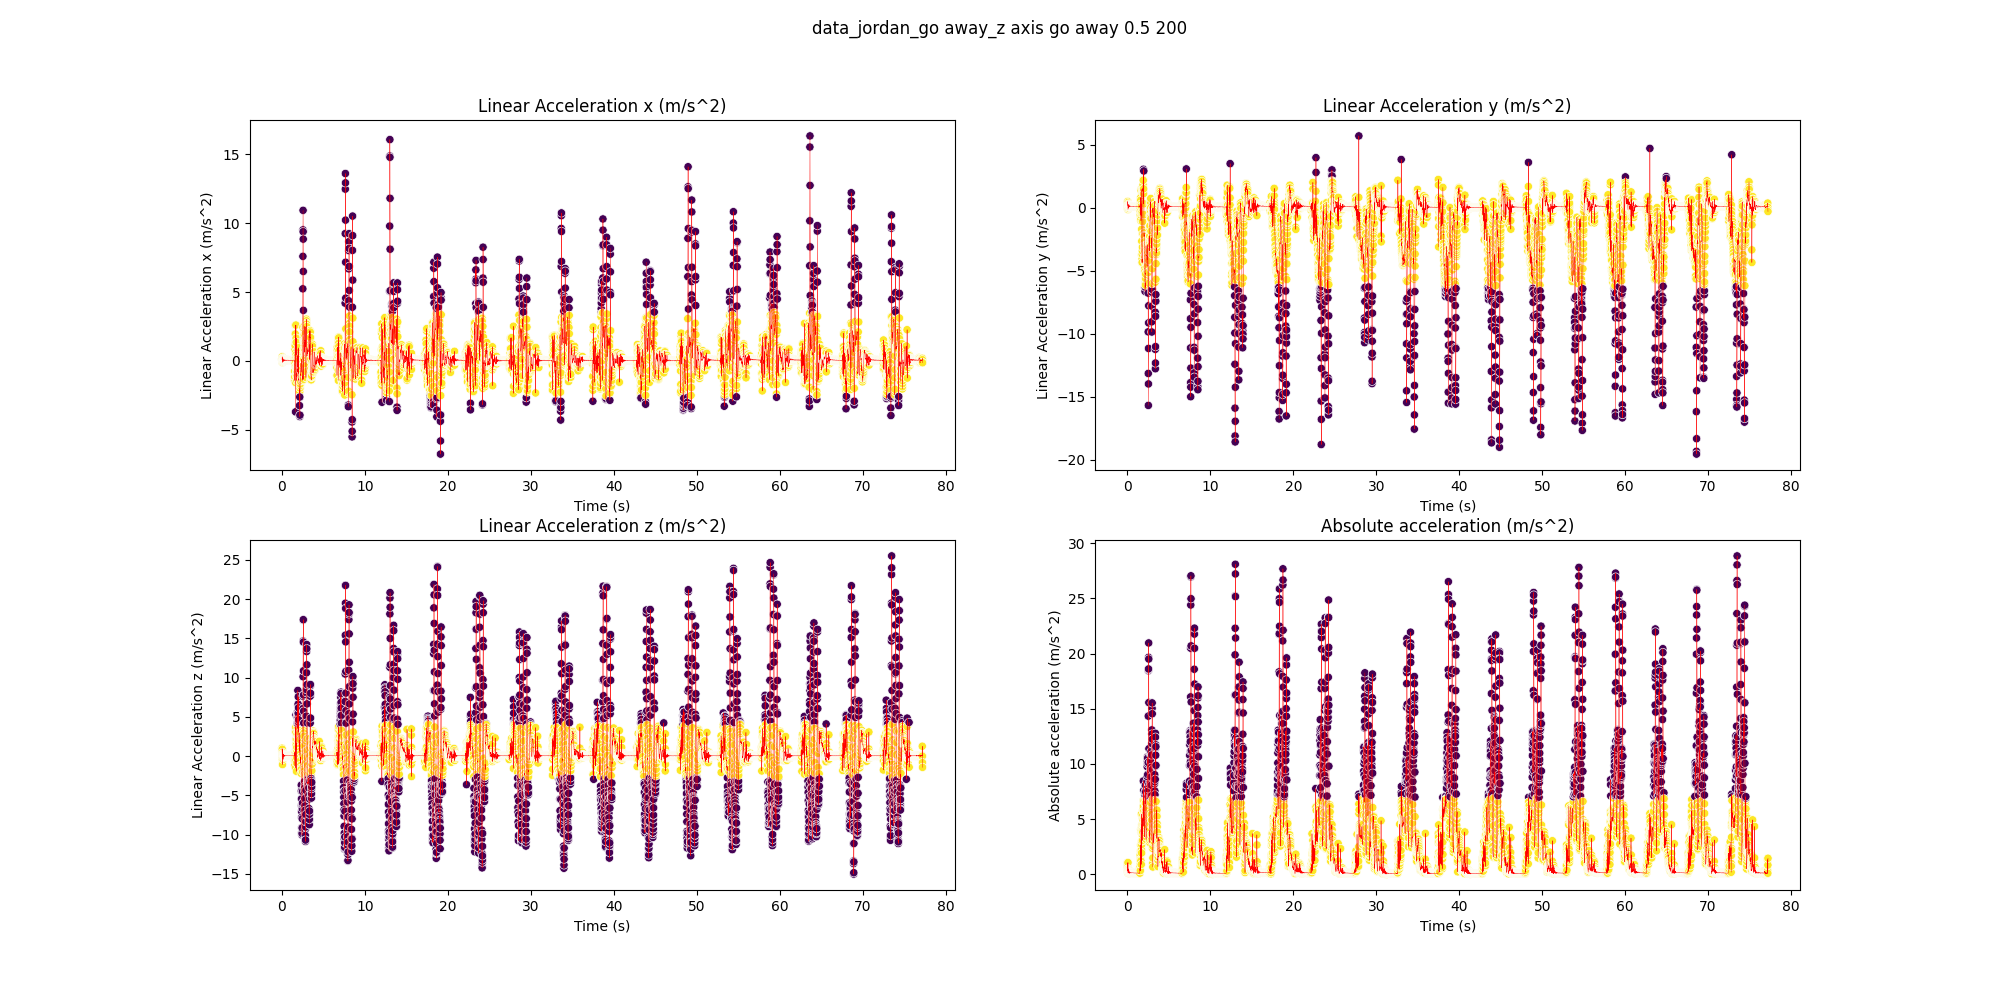 data_jordan_go away_z axis go away 0.5 200
Linear Acceleration x (m/s^2)
Linear Acceleration x (m/s^2)
15
10
5
0
−5
0 10 20 30 40 50 60 70 80
Time (s)
Linear Acceleration y (m/s^2)
Linear Acceleration y (m/s^2)
5
0
−5
−10
−15
−20
0 10 20 30 40 50 60 70 80
Time (s)
Linear Acceleration z (m/s^2)
Linear Acceleration z (m/s^2)
25
20
15
10
5
0
−5
−10
−15
0 10 20 30 40 50 60 70 80
Time (s)
Absolute acceleration (m/s^2)
Absolute acceleration (m/s^2)
30
25
20
15
10
5
0
0 10 20 30 40 50 60 70 80
Time (s)